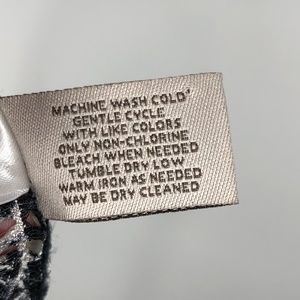 MACHINE WASH COLD
GENTLE CYCLE
WITH LIKE COLORS
ONLY NON-CHLORINE
BLEACH WHEN NEEDED
TUMBLE DRY LOW
WARM IRON AS NEEDED
MAY BE DRY CLEANED